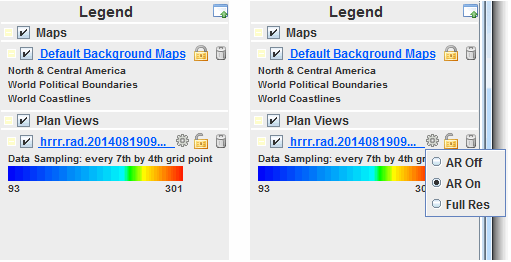 Legend
Maps
Default Background Maps
North & Central America
World Political Boundaries
World Coastlines
Plan Views
hrrr.rad.2014081909...
Data Sampling: every 7th by 4th grid point
93 301
Legend
Maps
Default Background Maps
North & Central America
World Political Boundaries
World Coastlines
Plan Views
hrrr.rad.2014081909...
Data Sampling: every 7th by 4th g
93 30
AR Off
AR On
Full Res